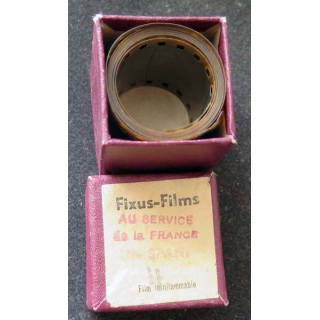 Fixus-Films
AU SERVICE
de la FRANCE
Film ininflammable